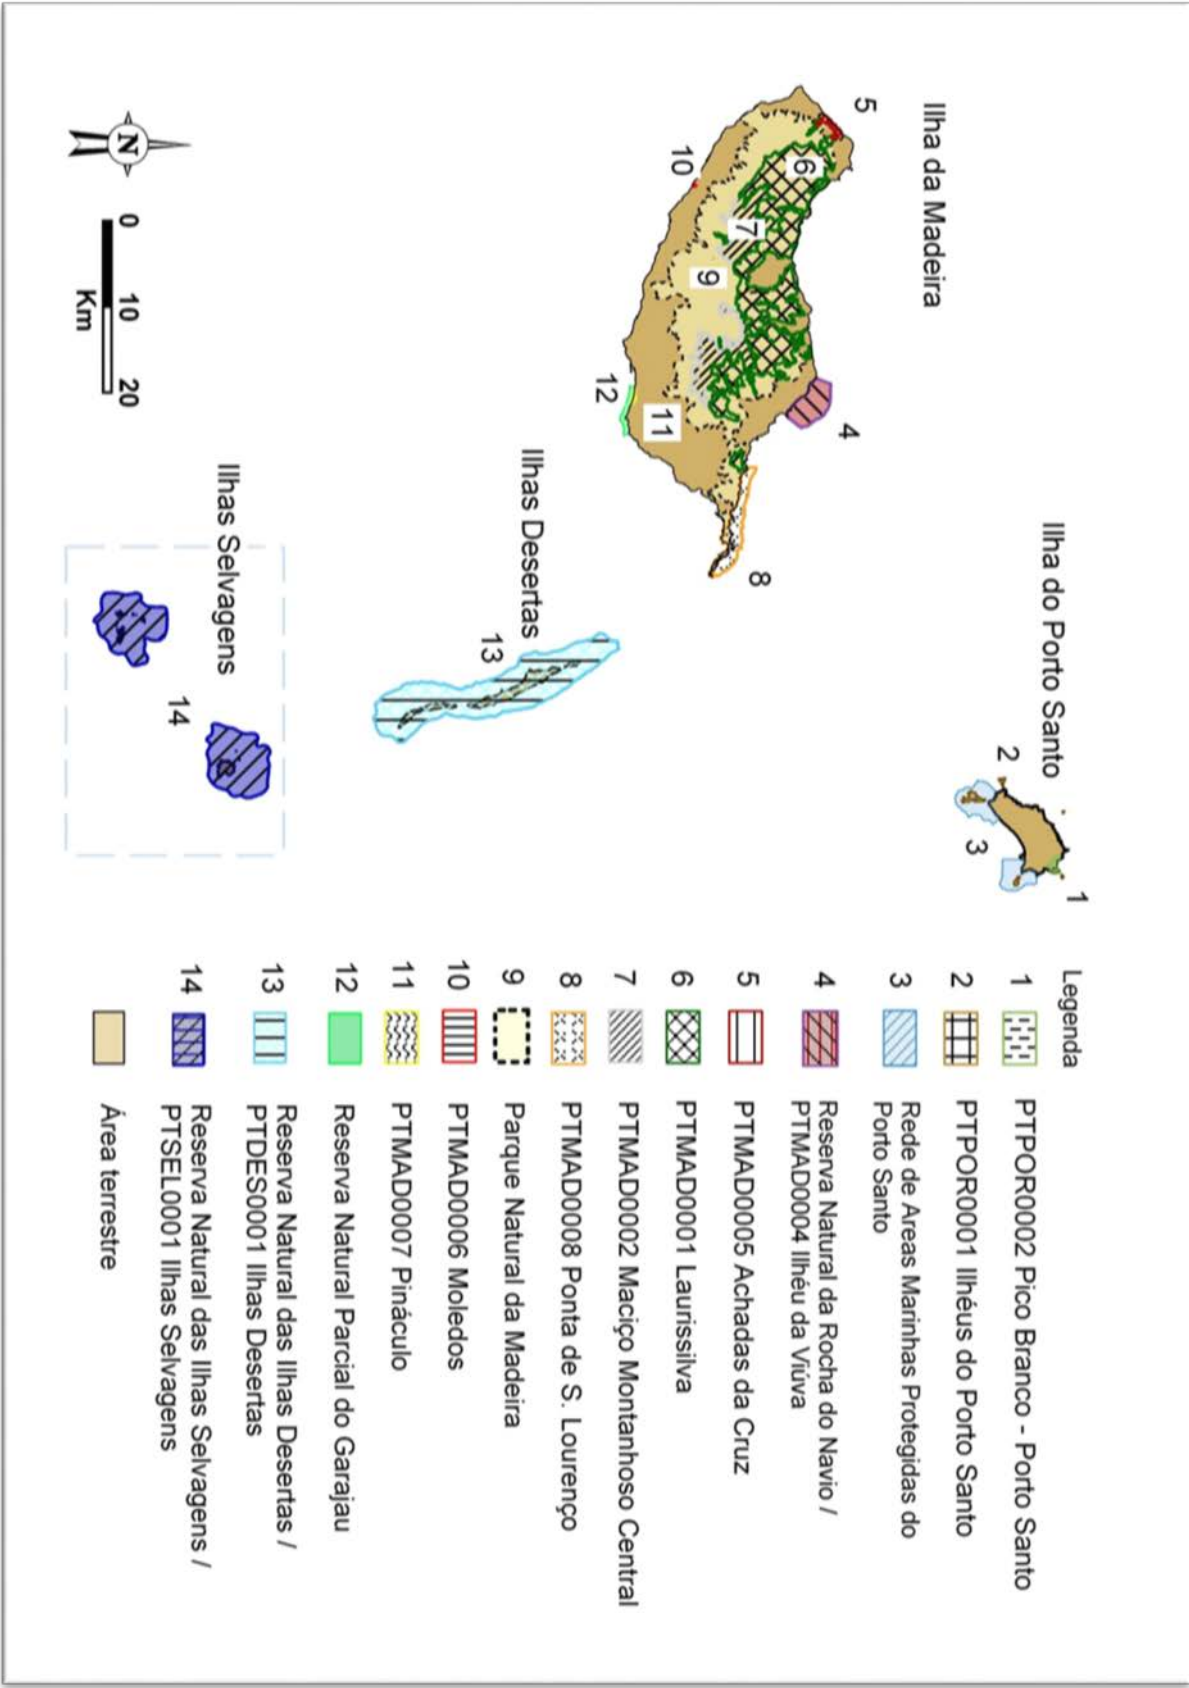 Ilha do Porto Santo
1
2
3
Ilha da Madeira
5
4
6
7
9
8
10
11
12
Ilhas Desertas
13
Ilhas Selvagens
14
N
0 10 20
Km
Legenda
1 PTPOR0002 Pico Branco - Porto Santo
2 PTPOR0001 Ilhéus do Porto Santo
3 Rede de Areas Marinhas Protegidas do
Porto Santo
4 Reserva Natural da Rocha do Navio /
PTMAD0004 Ilhéu da Viúva
5 PTMAD0005 Achadas da Cruz
6 PTMAD0001 Laurissilva
7 PTMAD0002 Maciço Montanhoso Central
8 PTMAD0008 Ponta de S. Lourenço
9 Parque Natural da Madeira
10 PTMAD0006 Moledos
11 PTMAD0007 Pináculo
12 Reserva Natural Parcial do Garajau
13 Reserva Natural das Ilhas Desertas /
PTDES0001 Ilhas Desertas
14 Reserva Natural das Ilhas Selvagens /
PTSEL0001 Ilhas Selvagens
Área terrestre